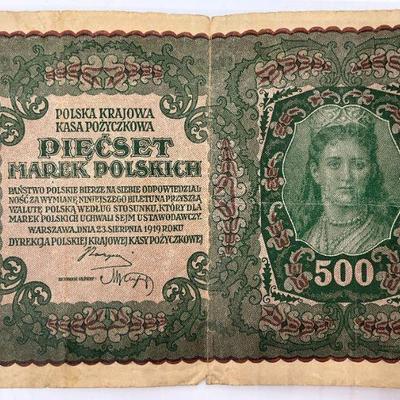 POLSKA KRAJOWA
KASA POŻYCZKOWA
PIĘĆSET
MAREK POLSKICH
PAŃSTWO POLSKIE BIERZE NA SIEBIE ODPOWIEDZIAL
NOŚĆ ZA WYMIANĘ NINIEJSZEGO BILETU NA PRZYSZŁĄ
WALUTĘ POLSKĄ WEDŁUG STOSUNKU, KTÓRY DLA
MAREK POLSKICH UCHWALI SEJM USTAWODAWCZY.
WARSZAWA, DNIA 23. SIERPNIA 1919 ROKU
DYREKCJA POLSKIEJ KRAJOWEJ KASY POŻYCZKOWEJ
500